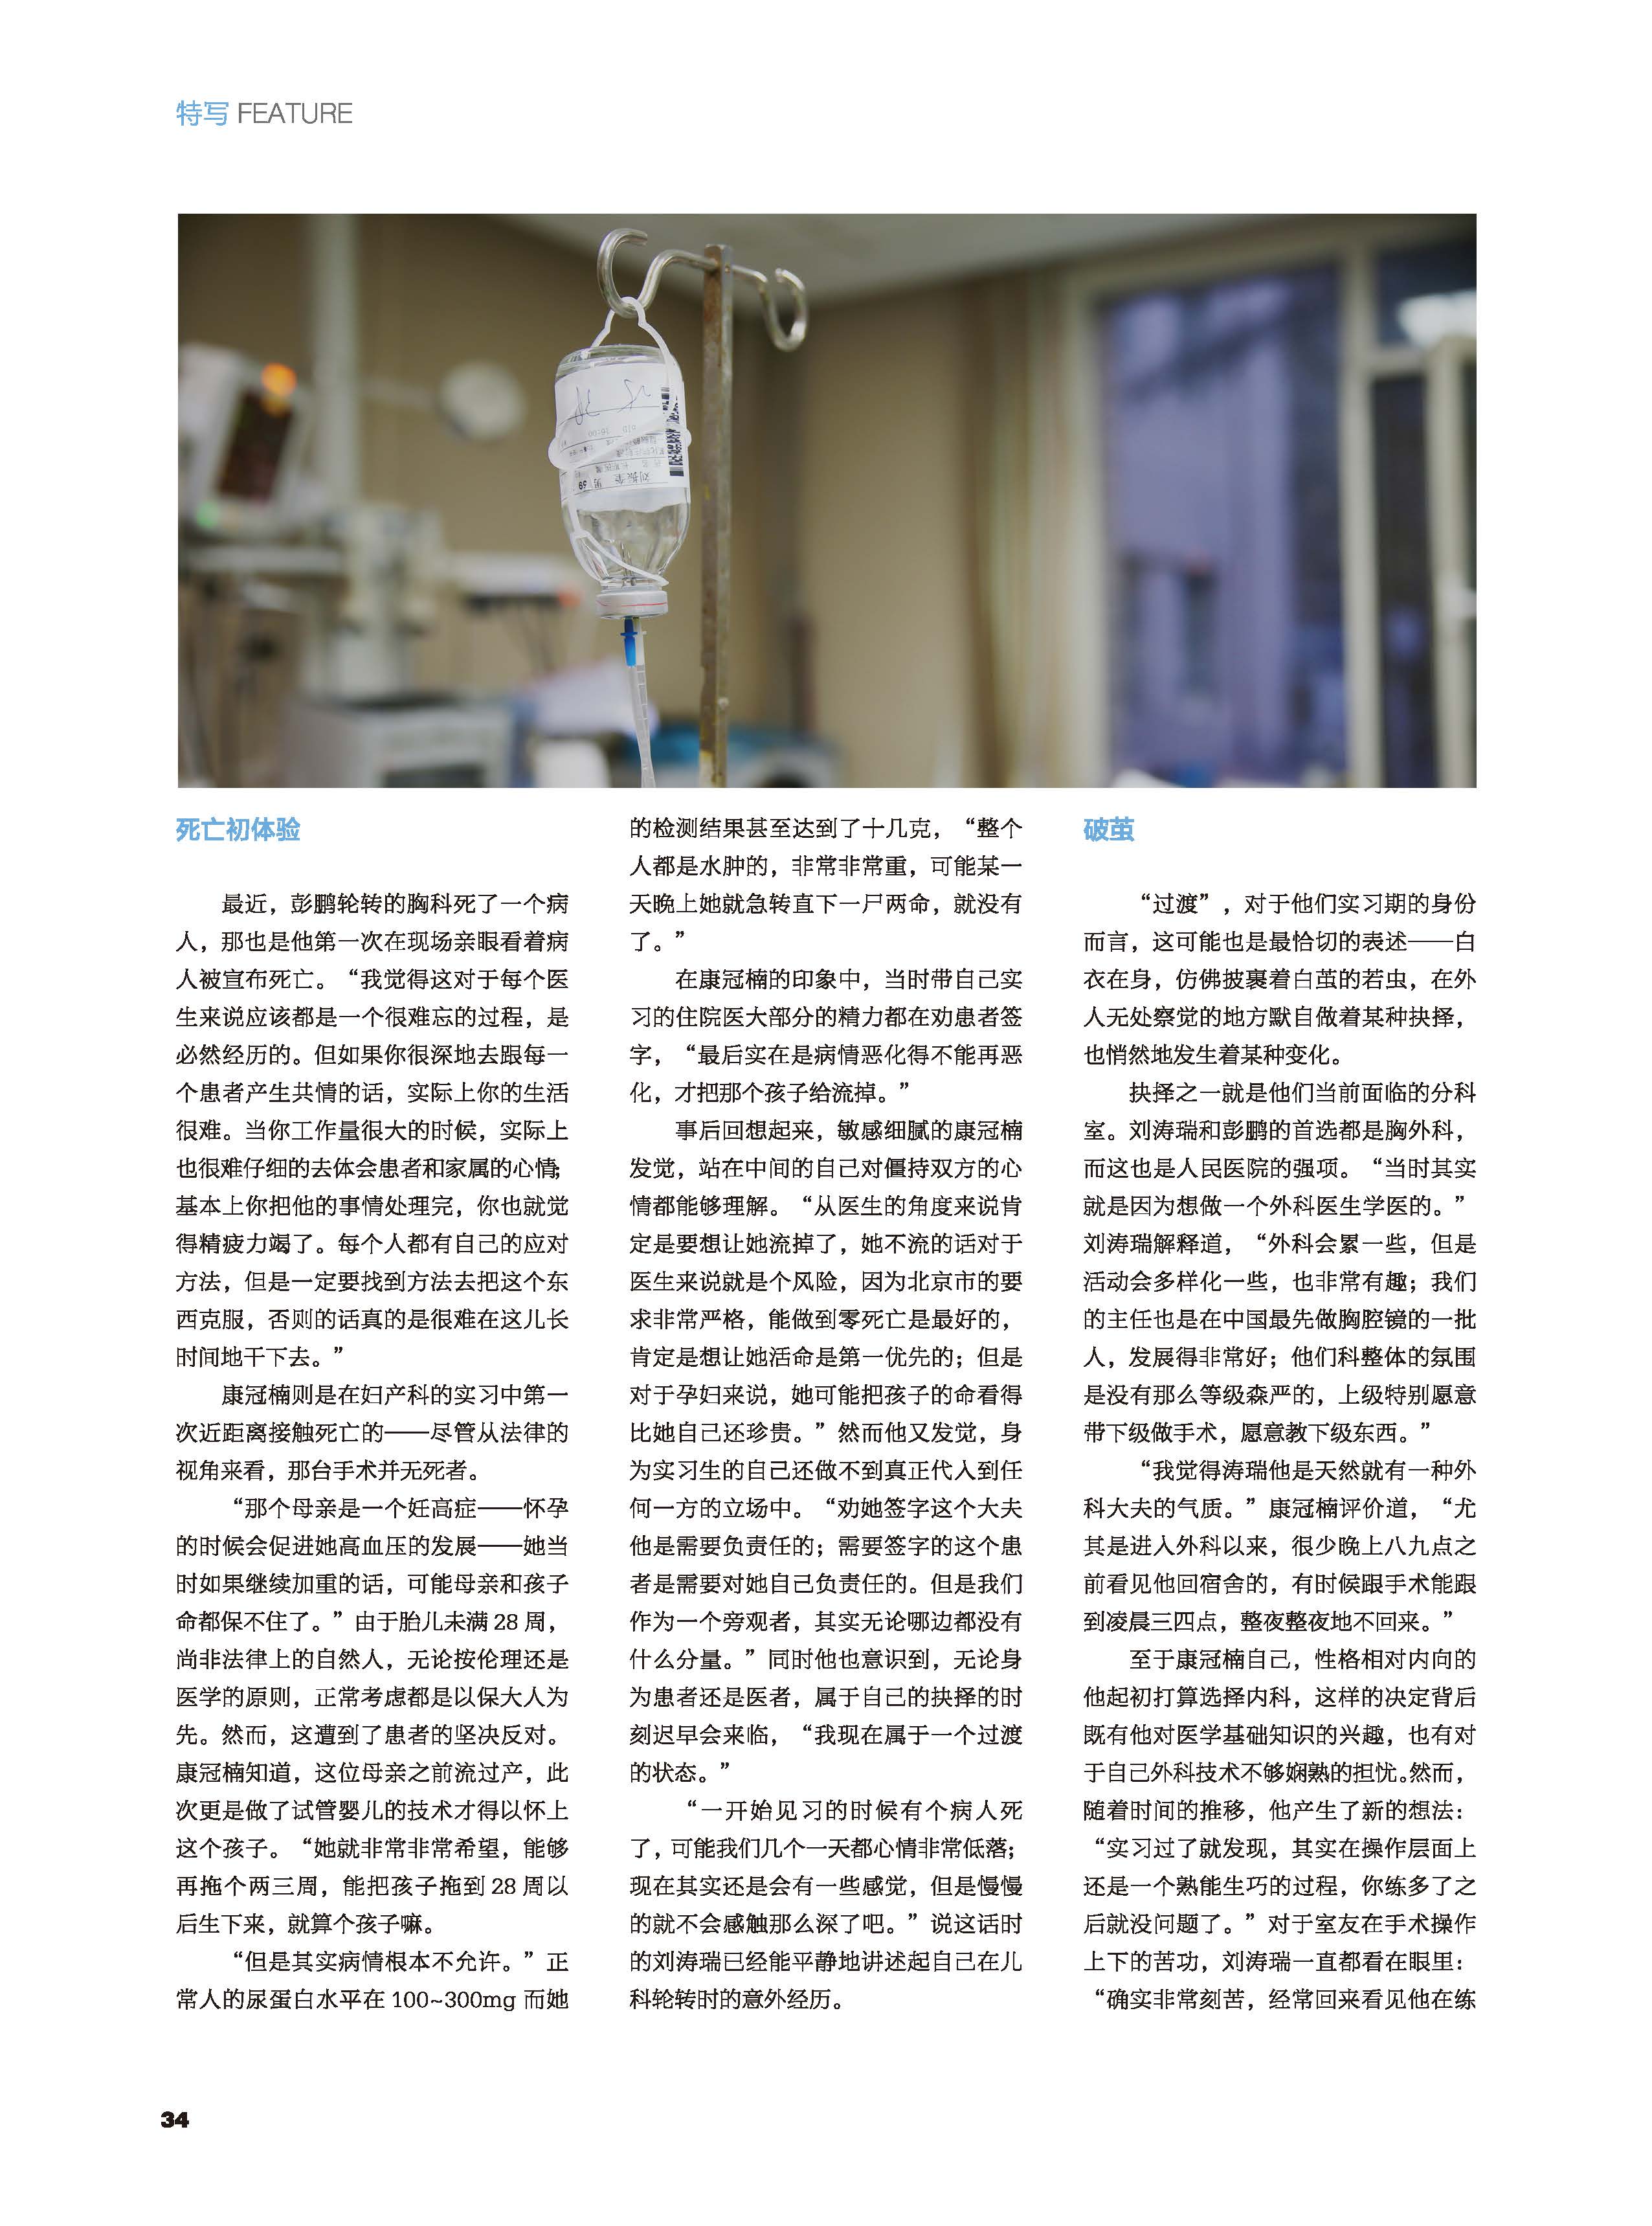 特写 FEATURE
刘振奎 男 59
死亡初体验
最近，彭鹏轮转的胸科死了一个病
人，那也是他第一次在现场亲眼看着病
人被宣布死亡。“我觉得这对于每个医
生来说应该都是一个很难忘的过程，是
必然经历的。但如果你很深地去跟每一
个患者产生共情的话，实际上你的生活
很难。当你工作量很大的时候，实际上
也很难仔细的去体会患者和家属的心情；
基本上你把他的事情处理完，你也就觉
得精疲力竭了。每个人都有自己的应对
方法，但是一定要找到方法去把这个东
西克服，否则的话真的是很难在这儿长
时间地干下去。”
康冠楠则是在妇产科的实习中第一
次近距离接触死亡的——尽管从法律的
视角来看，那台手术并无死者。
“那个母亲是一个妊高症——怀孕
的时候会促进她高血压的发展——她当
时如果继续加重的话，可能母亲和孩子
命都保不住了。”由于胎儿未满 28 周，
尚非法律上的自然人，无论按伦理还是
医学的原则，正常考虑都是以保大人为
先。然而，这遭到了患者的坚决反对。
康冠楠知道，这位母亲之前流过产，此
次更是做了试管婴儿的技术才得以怀上
这个孩子。“她就非常非常希望，能够
再拖个两三周，能把孩子拖到 28 周以
后生下来，就算个孩子嘛。
“但是其实病情根本不允许。”正
常人的尿蛋白水平在 100~300mg 而她
的检测结果甚至达到了十几克，“整个
人都是水肿的，非常非常重，可能某一
天晚上她就急转直下一尸两命，就没有
了。”
在康冠楠的印象中，当时带自己实
习的住院医大部分的精力都在劝患者签
字，“最后实在是病情恶化得不能再恶
化，才把那个孩子给流掉。”
事后回想起来，敏感细腻的康冠楠
发觉，站在中间的自己对僵持双方的心
情都能够理解。“从医生的角度来说肯
定是要想让她流掉了，她不流的话对于
医生来说就是个风险，因为北京市的要
求非常严格，能做到零死亡是最好的，
肯定是想让她活命是第一优先的；但是
对于孕妇来说，她可能把孩子的命看得
比她自己还珍贵。”然而他又发觉，身
为实习生的自己还做不到真正代入到任
何一方的立场中。“劝她签字这个大夫
他是需要负责任的；需要签字的这个患
者是需要对她自己负责任的。但是我们
作为一个旁观者，其实无论哪边都没有
什么分量。”同时他也意识到，无论身
为患者还是医者，属于自己的抉择的时
刻迟早会来临，“我现在属于一个过渡
的状态。”
“一开始见习的时候有个病人死
了，可能我们几个一天都心情非常低落；
现在其实还是会有一些感觉，但是慢慢
的就不会感触那么深了吧。”说这话时
的刘涛瑞已经能平静地讲述起自己在儿
科轮转时的意外经历。
破茧
“过渡”，对于他们实习期的身份
而言，这可能也是最恰切的表述——白
衣在身，仿佛披裹着白茧的若虫，在外
人无处察觉的地方默自做着某种抉择，
也悄然地发生着某种变化。
抉择之一就是他们当前面临的分科
室。刘涛瑞和彭鹏的首选都是胸外科，
而这也是人民医院的强项。“当时其实
就是因为想做一个外科医生学医的。”
刘涛瑞解释道，“外科会累一些，但是
活动会多样化一些，也非常有趣；我们
的主任也是在中国最先做胸腔镜的一批
人，发展得非常好；他们科整体的氛围
是没有那么等级森严的，上级特别愿意
带下级做手术，愿意教下级东西。”
“我觉得涛瑞他是天然就有一种外
科大夫的气质。”康冠楠评价道，“尤
其是进入外科以来，很少晚上八九点之
前看见他回宿舍的，有时候跟手术能跟
到凌晨三四点，整夜整夜地不回来。”
至于康冠楠自己，性格相对内向的
他起初打算选择内科，这样的决定背后
既有他对医学基础知识的兴趣，也有对
于自己外科技术不够娴熟的担忧。然而，
随着时间的推移，他产生了新的想法：
“实习过了就发现，其实在操作层面上
还是一个熟能生巧的过程，你练多了之
后就没问题了。”对于室友在手术操作
上下的苦功，刘涛瑞一直都看在眼里：
“确实非常刻苦，经常回来看见他在练
34